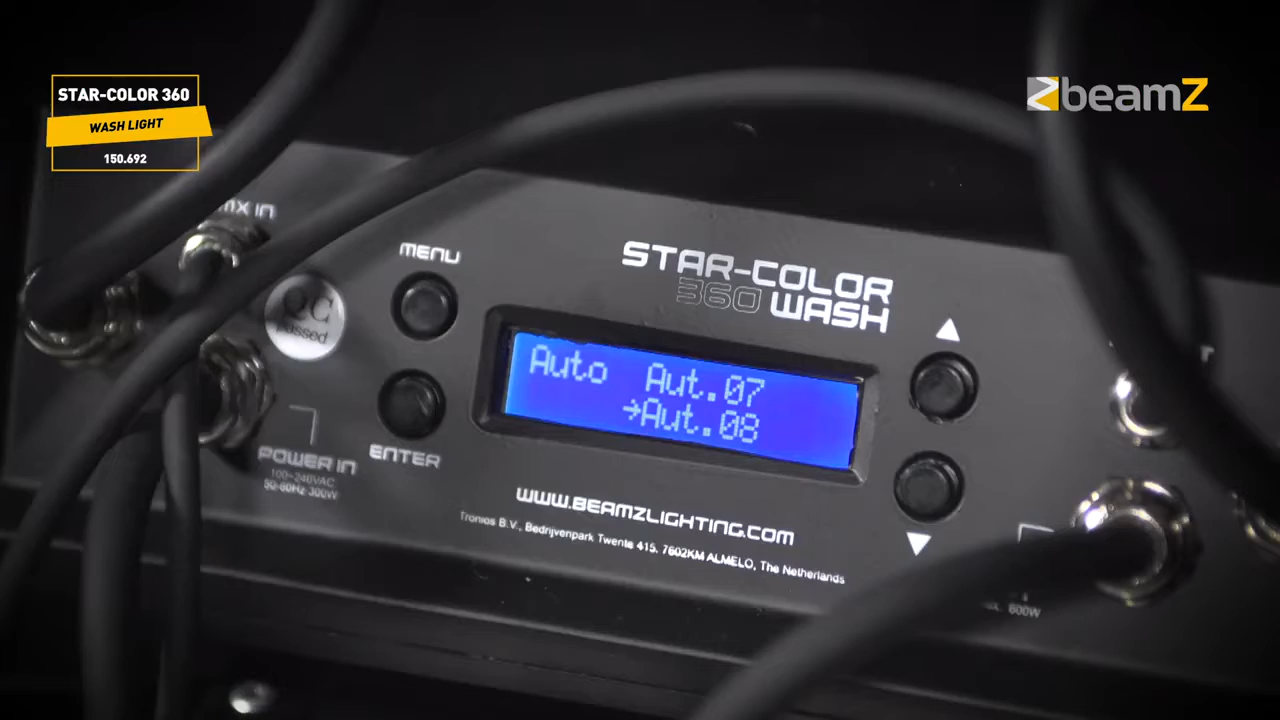 STAR-COLOR 360
WASH LIGHT
150.692
beamZ
MX IN
MENU
QC
Passed
STAR-COLOR
360 WASH
Auto Aut.07
→Aut.08
ENTER
POWER IN
100~240VAC
50-60Hz 300W
WWW.BEAMZLIGHTING.COM
Tronios B.V., Bedrijvenpark Twente 415, 7602KM ALMELO, The Netherlands
600W